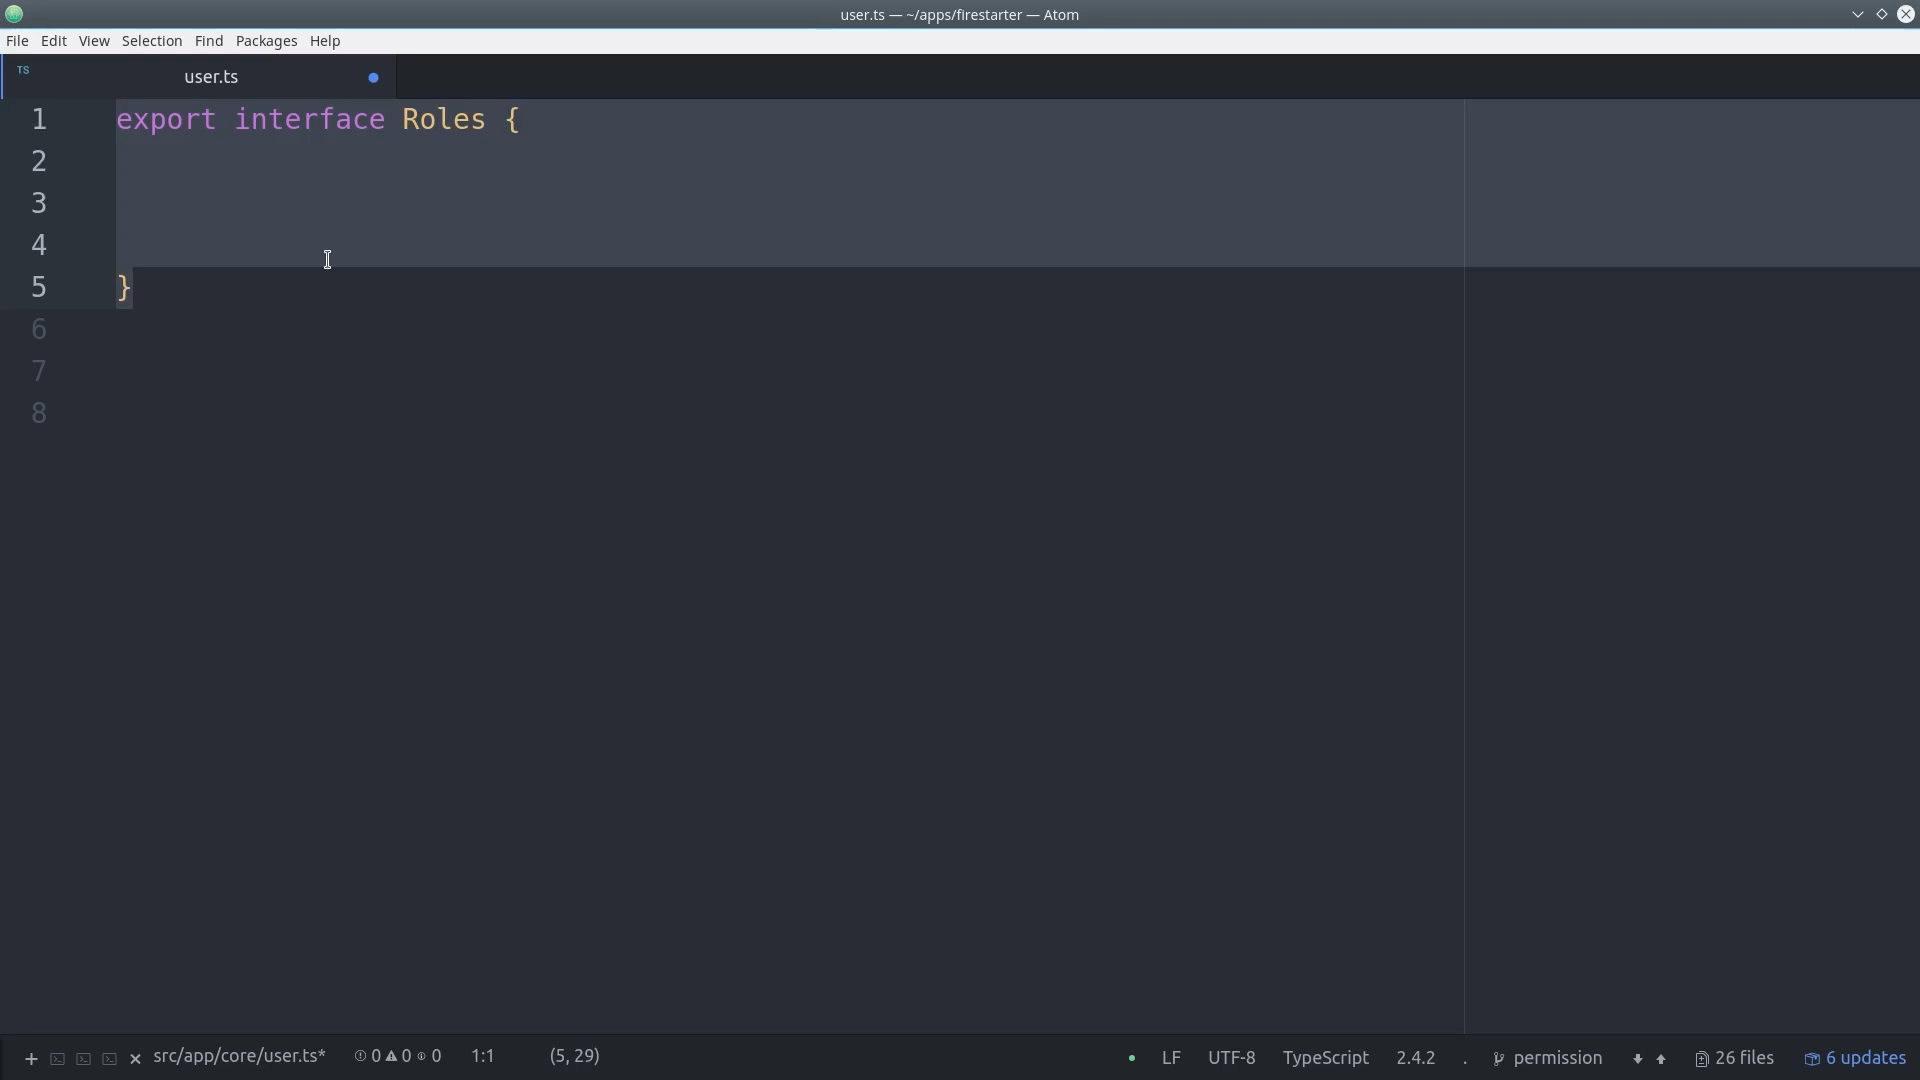 user.ts — ~/apps/firestarter — Atom
File Edit View Selection Find Packages Help
TS user.ts
1 export interface Roles {
2
3
4
5 }
6
7
8
+ src/app/core/user.ts* 0 0 0 1:1 (5, 29) LF UTF-8 TypeScript 2.4.2 . permission 26 files 6 updates